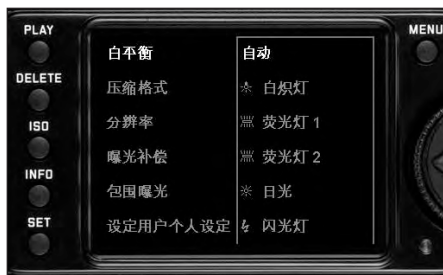 PLAY
MENU
白平衡 自动
DELETE
压缩格式 白炽灯
ISO
分辨率 荧光灯 1
曝光补偿 荧光灯 2
INFO
包围曝光 日光
SET
设定用户个人设定 闪光灯